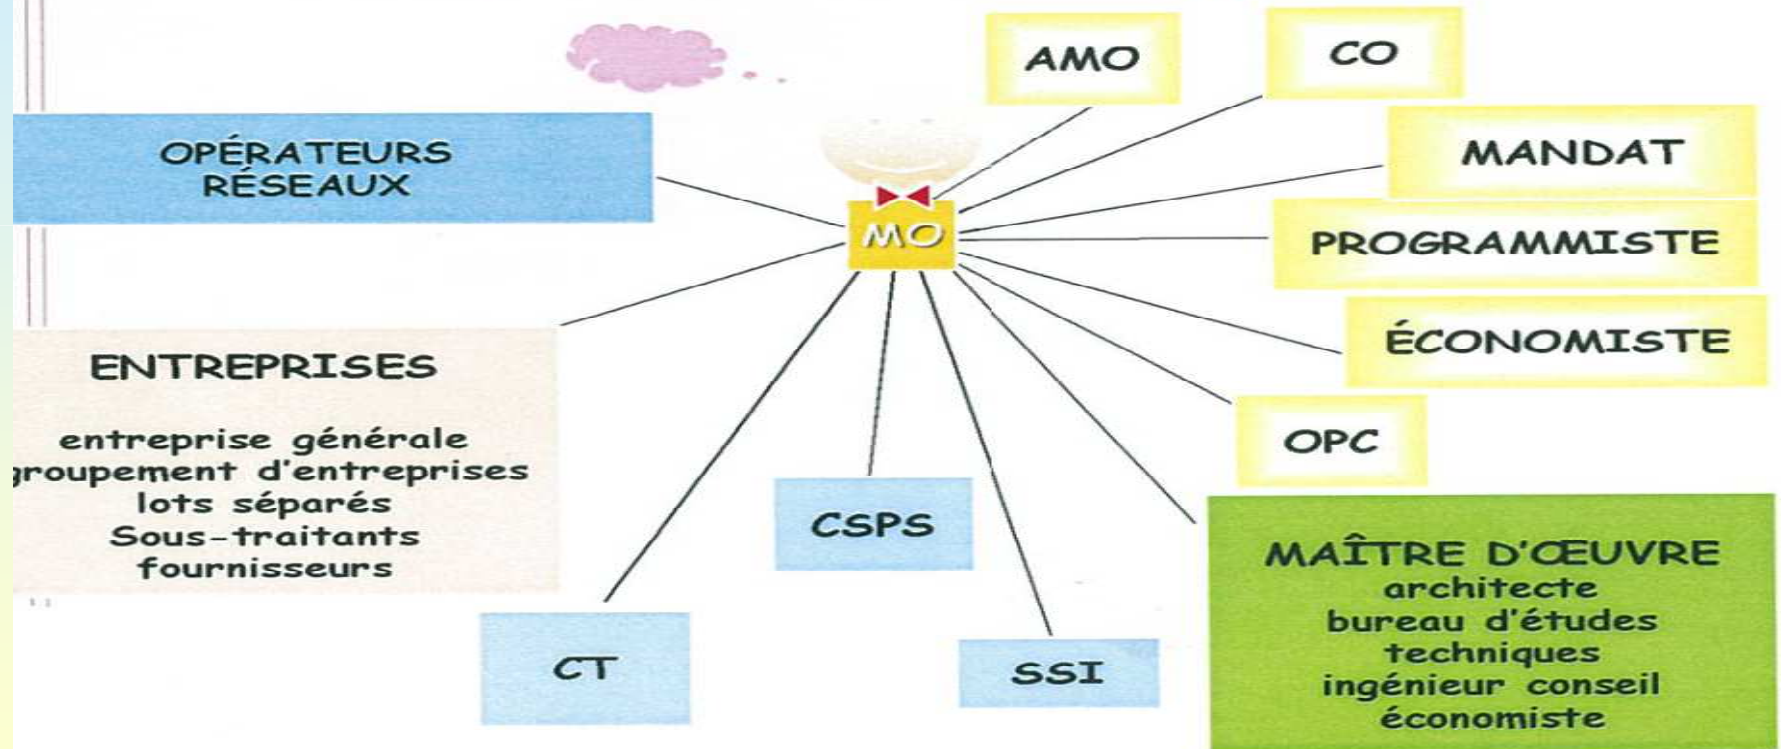 AMO
CO
OPÉRATEURS
RÉSEAUX
MANDAT
MO
PROGRAMMISTE
ÉCONOMISTE
ENTREPRISES
entreprise générale
groupement d'entreprises
lots séparés
Sous-traitants
fournisseurs
OPC
CSPS
MAÎTRE D'ŒUVRE
architecte
bureau d'études
techniques
ingénieur conseil
économiste
CT
SSI